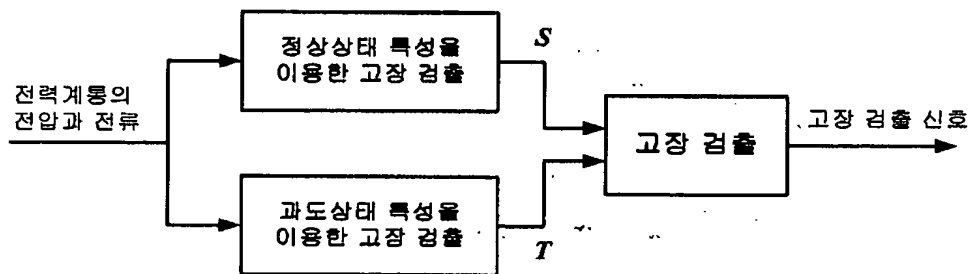 정상상태 특성을
이용한 고장 검출
S
전력계통의
전압과 전류
고장 검출
고장 검출 신호
과도상태 특성을
이용한 고장 검출
T